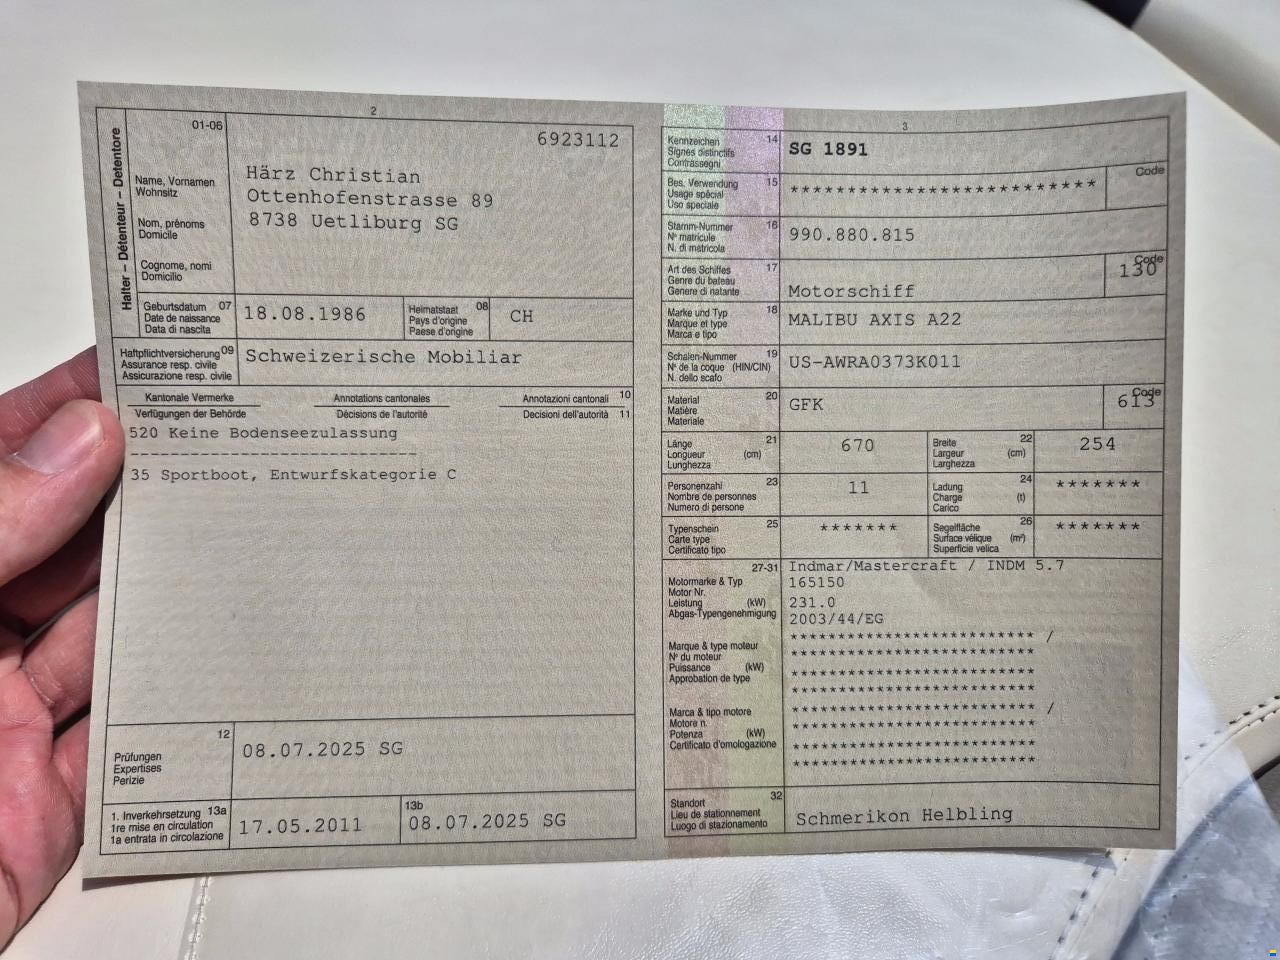 2
01-06
Halter – Détenteur – Detentore
6923112
Name, Vornamen
Wohnsitz
Nom, prénoms
Domicile
Cognome, nomi
Domicilio
Härz Christian
Ottenhofenstrasse 89
8738 Uetliburg SG
Geburtsdatum 07
Date de naissance
Data di nascita
18.08.1986
Heimatstaat 08
Pays d'origine
Paese d'origine
CH
Haftpflichtversicherung 09
Assurance resp. civile
Assicurazione resp. civile
Schweizerische Mobiliar
Kantonale Vermerke Annotations cantonales Annotazioni cantonali 10
Verfügungen der Behörde Décisions de l'autorité Decisioni dell'autorità 11
520 Keine Bodenseezulassung
----------------------------
35 Sportboot, Entwurfskategorie C
12
Prüfungen
Expertises
Perizie
08.07.2025 SG
1. Inverkehrsetzung 13a
1re mise en circulation
1a entrata in circolazione
17.05.2011
13b
08.07.2025 SG
3
Kennzeichen 14
Signes distinctifs
Contrassegni
SG 1891
Bes. Verwendung 15
Usage spécial
Uso speciale
*************************
Code
Stamm-Nummer 16
N° matricule
N. di matricola
990.880.815
Art des Schiffes 17
Genre du bateau
Genere di natante
Motorschiff
Code
130
Marke und Typ 18
Marque et type
Marca e tipo
MALIBU AXIS A22
Schalen-Nummer 19
N° de la coque (HIN/CIN)
N. dello scafo
US-AWRA0373K011
Material 20
Matière
Materiale
GFK
Code
613
Länge 21
Longueur (cm)
Lunghezza
670
Breite 22
Largeur (cm)
Larghezza
254
Personenzahl 23
Nombre de personnes
Numero di persone
11
Ladung 24
Charge (t)
Carico
*******
Typenschein 25
Carte type
Certificato tipo
*******
Segelfläche 26
Surface vélique (m²)
Superficie velica
*******
27-31
Motormarke & Typ
Motor Nr.
Leistung (kW)
Abgas-Typengenehmigung
Indmar/Mastercraft / INDM 5.7
165150
231.0
2003/44/EG
Marque & type moteur
N° du moteur
Puissance (kW)
Approbation de type
************************* /
*************************
*************************
*************************
Marca & tipo motore
Motore n.
Potenza (kW)
Certificato d'omologazione
************************* /
*************************
*************************
*************************
Standort 32
Lieu de stationnement
Luogo di stazionamento
Schmerikon Helbling